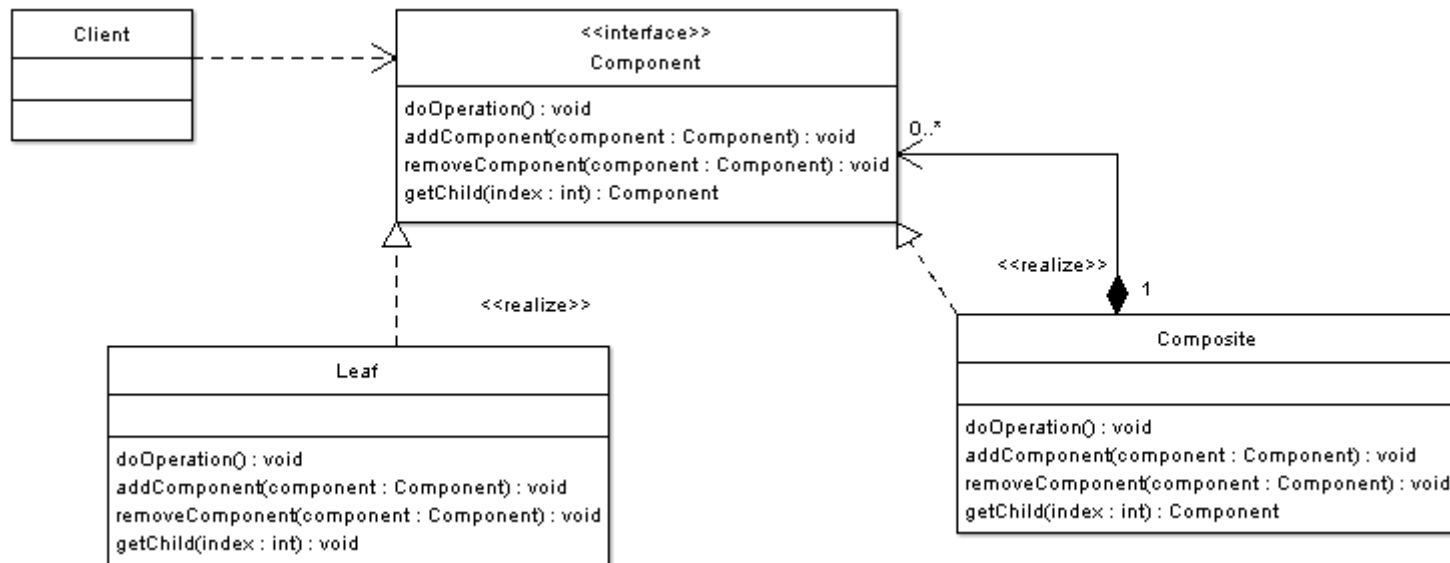 Client
<<interface>>
Component
doOperation() : void
addComponent(component : Component) : void
removeComponent(component : Component) : void
getChild(index : int) : Component
0..*
<<realize>>
1
<<realize>>
Leaf
doOperation() : void
addComponent(component : Component) : void
removeComponent(component : Component) : void
getChild(index : int) : void
Composite
doOperation() : void
addComponent(component : Component) : void
removeComponent(component : Component) : void
getChild(index : int) : Component